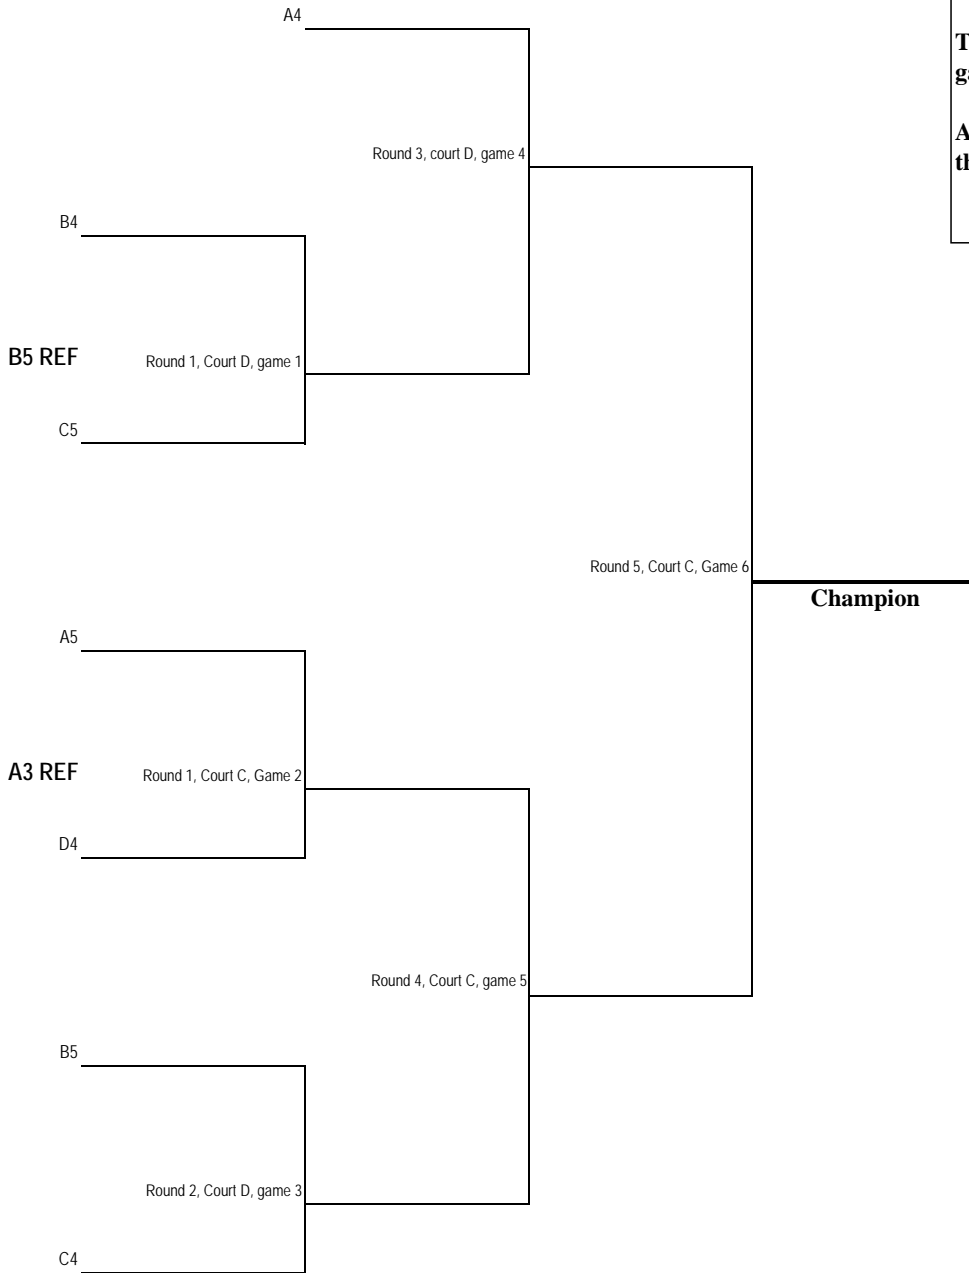 A4
Round 3, court D, game 4
B4
B5 REF
Round 1, Court D, game 1
C5
Round 5, Court C, Game 6
Champion
A5
A3 REF
Round 1, Court C, Game 2
D4
Round 4, Court C, game 5
B5
Round 2, Court D, game 3
C4